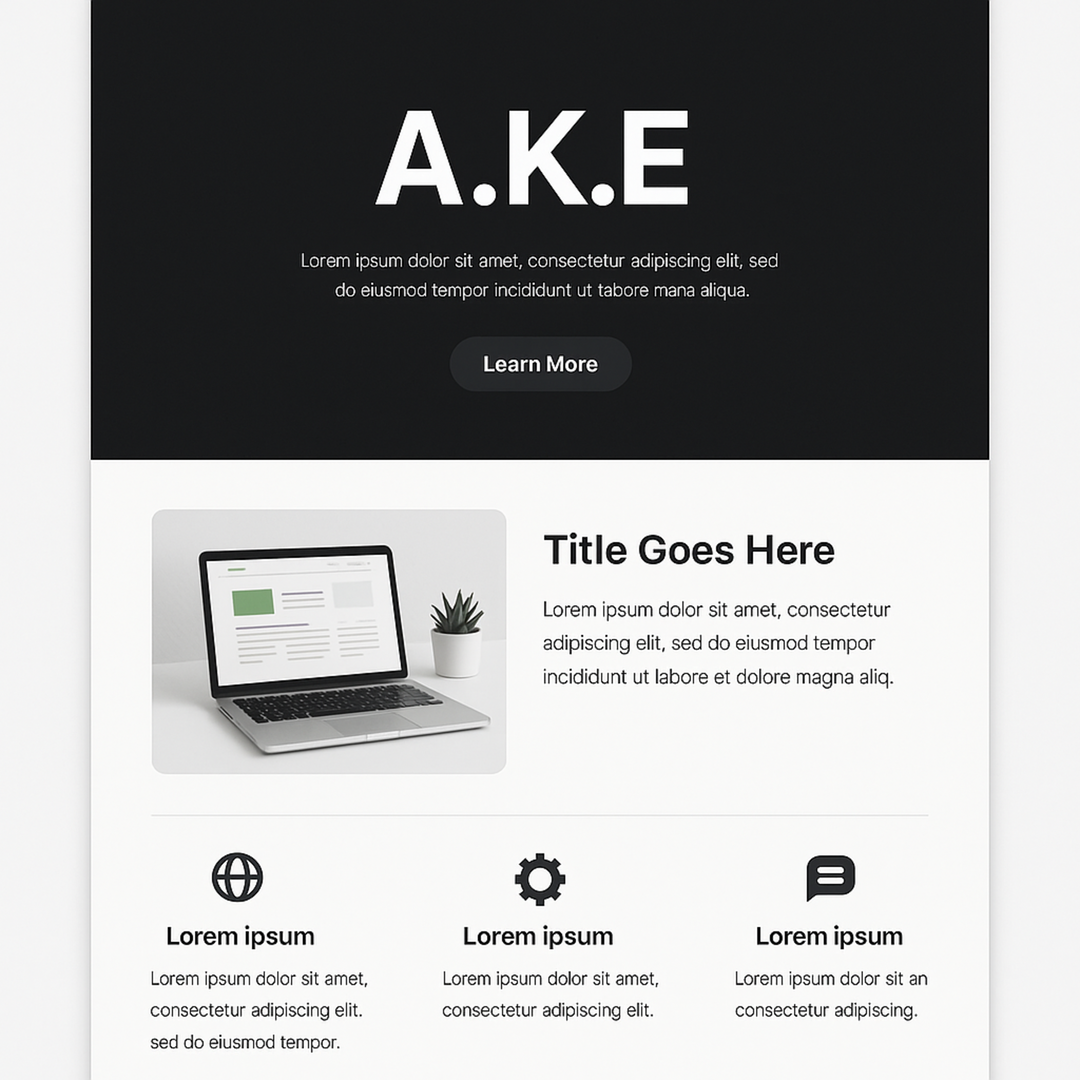 A.K.E
Lorem ipsum dolor sit amet, consectetur adipiscing elit, sed
do eiusmod tempor incididunt ut tabore mana aliqua.
Learn More
Title Goes Here
Lorem ipsum dolor sit amet, consectetur
adipiscing elit, sed do eiusmod tempor
incididunt ut labore et dolore magna aliq.
Lorem ipsum
Lorem ipsum dolor sit amet,
consectetur adipiscing elit.
sed do eiusmod tempor.
Lorem ipsum
Lorem ipsum dolor sit amet,
consectetur adipiscing elit.
Lorem ipsum
Lorem ipsum dolor sit an
consectetur adipiscing.